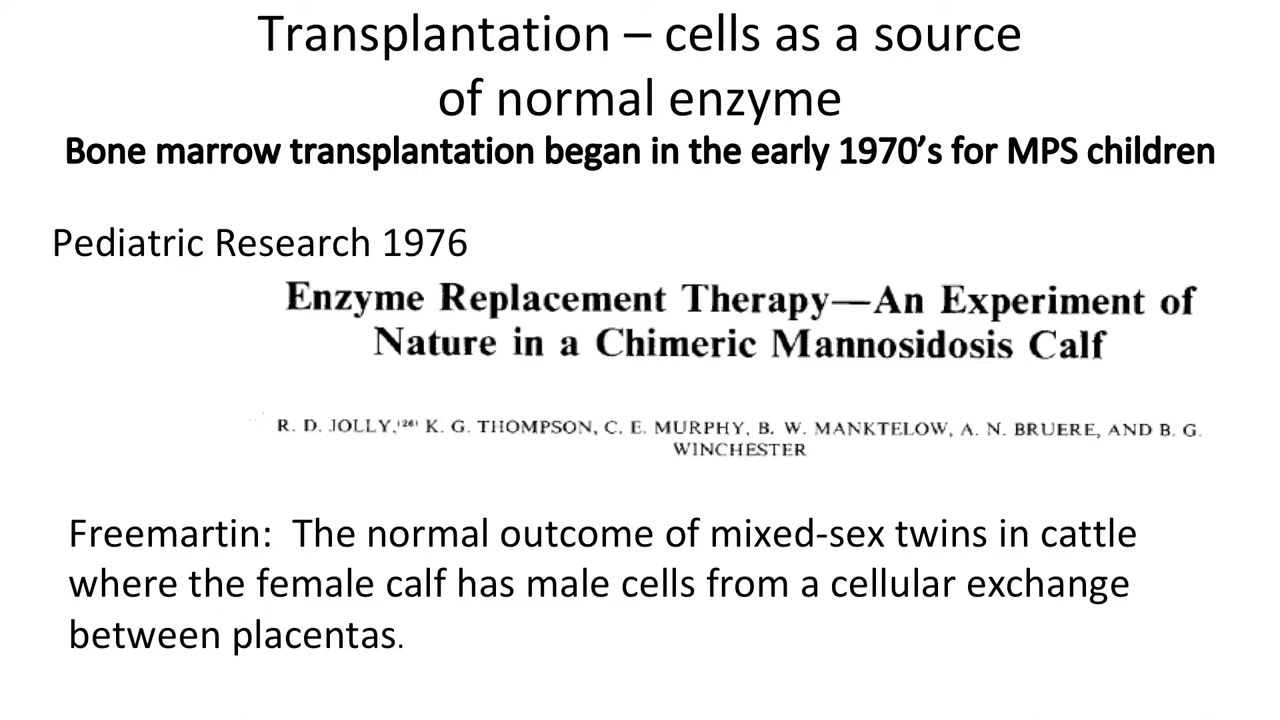 Transplantation – cells as a source
of normal enzyme
Bone marrow transplantation began in the early 1970’s for MPS children
Pediatric Research 1976
Enzyme Replacement Therapy—An Experiment of
Nature in a Chimeric Mannosidosis Calf
R. D. JOLLY,(26) K. G. THOMPSON, C. E. MURPHY, B. W. MANKTELOW, A. N. BRUERE, AND B. G.
WINCHESTER
Freemartin: The normal outcome of mixed-sex twins in cattle
where the female calf has male cells from a cellular exchange
between placentas.